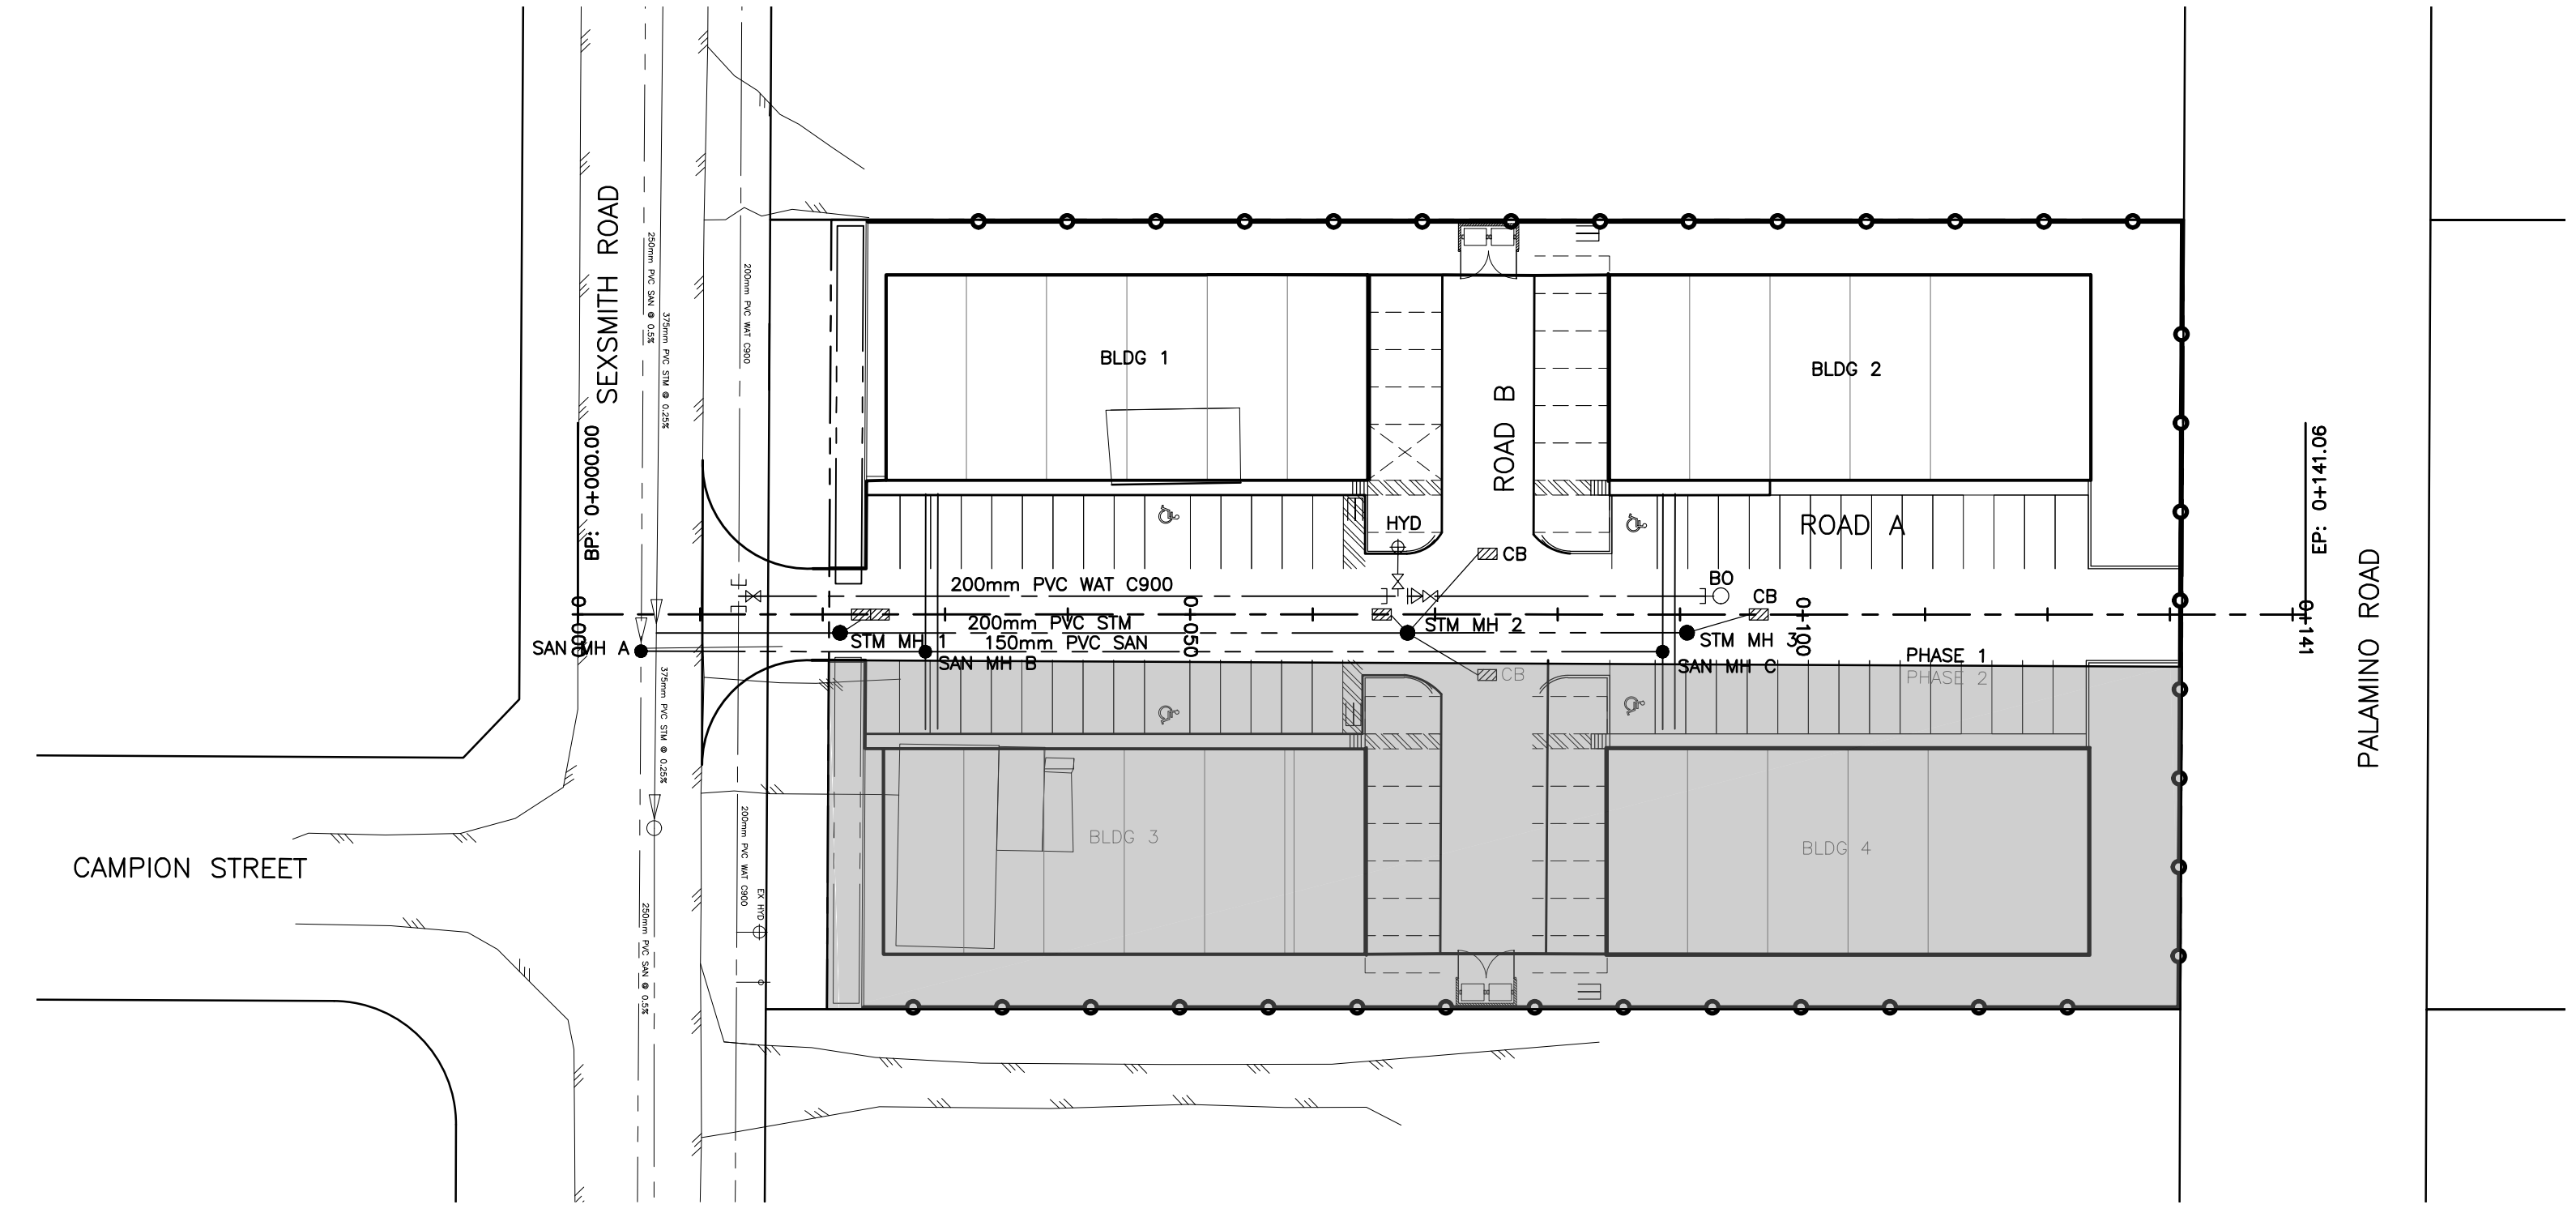 SEXSMITH ROAD
250mm PVC SAN @ 0.5%
375mm PVC STM @ 0.25%
200mm PVC WAT C900
BP: 0+000.00
BLDG 1
BLDG 2
ROAD B
ROAD A
HYD
CB
EP: 0+141.06
PALAMINO ROAD
200mm PVC WAT C900
BO
CB
0+000
0+050
0+100
0+141
200mm PVC STM
STM MH 1
STM MH 2
STM MH 3
150mm PVC SAN
SAN MH A
SAN MH B
SAN MH C
PHASE 1
PHASE 2
CB
375mm PVC STM @ 0.25%
BLDG 3
BLDG 4
200mm PVC WAT C900
EX HYD
CAMPION STREET
250mm PVC SAN @ 0.5%